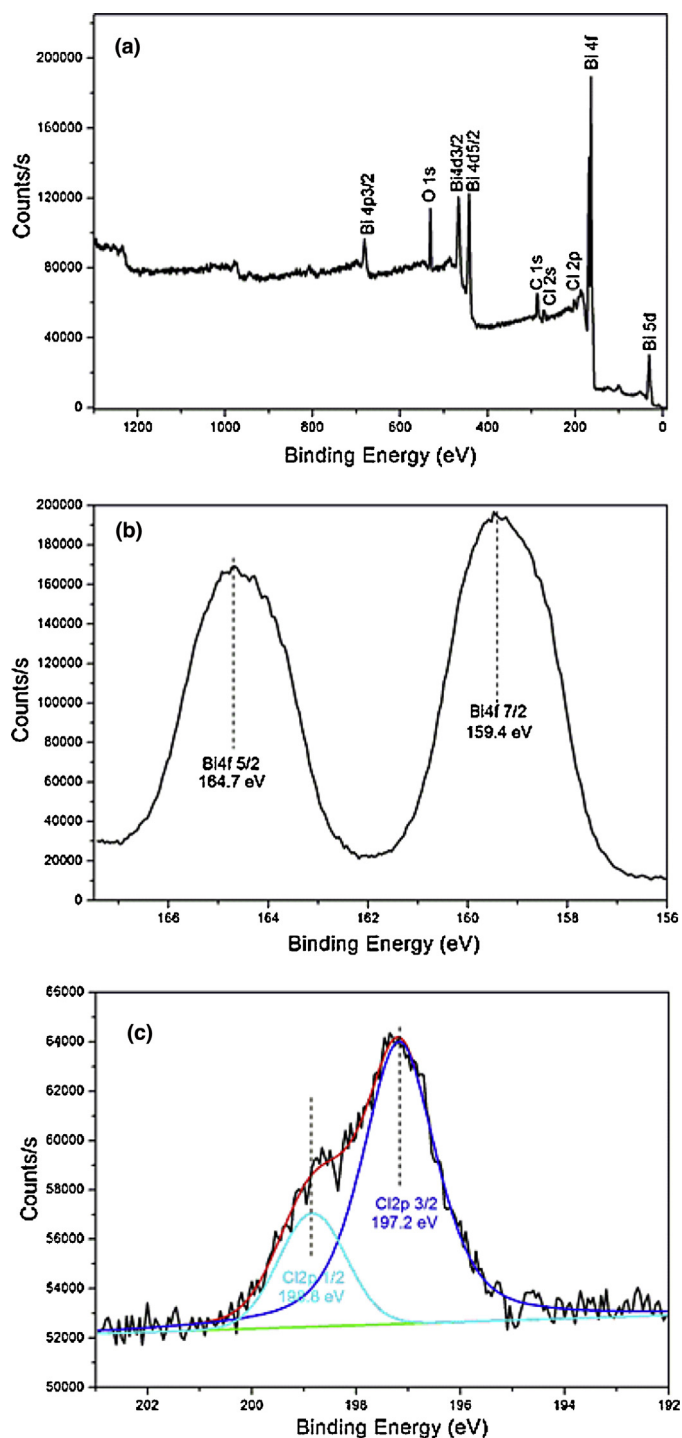 (a)
Counts/s
200000
160000
120000
80000
40000
0
Bi 4p3/2
O 1s
Bi4d3/2
Bi 4d5/2
C 1s
Cl 2s
Cl 2p
Bi 4f
Bi 5d
1200 1000 800 600 400 200 0
Binding Energy (eV)
(b)
Counts/s
200000
180000
160000
140000
120000
100000
80000
60000
40000
20000
0
Bi4f 5/2
164.7 eV
Bi4f 7/2
159.4 eV
166 164 162 160 158 156
Binding Energy (eV)
(c)
Counts/s
66000
64000
62000
60000
58000
56000
54000
52000
50000
Cl2p 3/2
197.2 eV
Cl2p 1/2
198.8 eV
202 200 198 196 194 192
Binding Energy (eV)